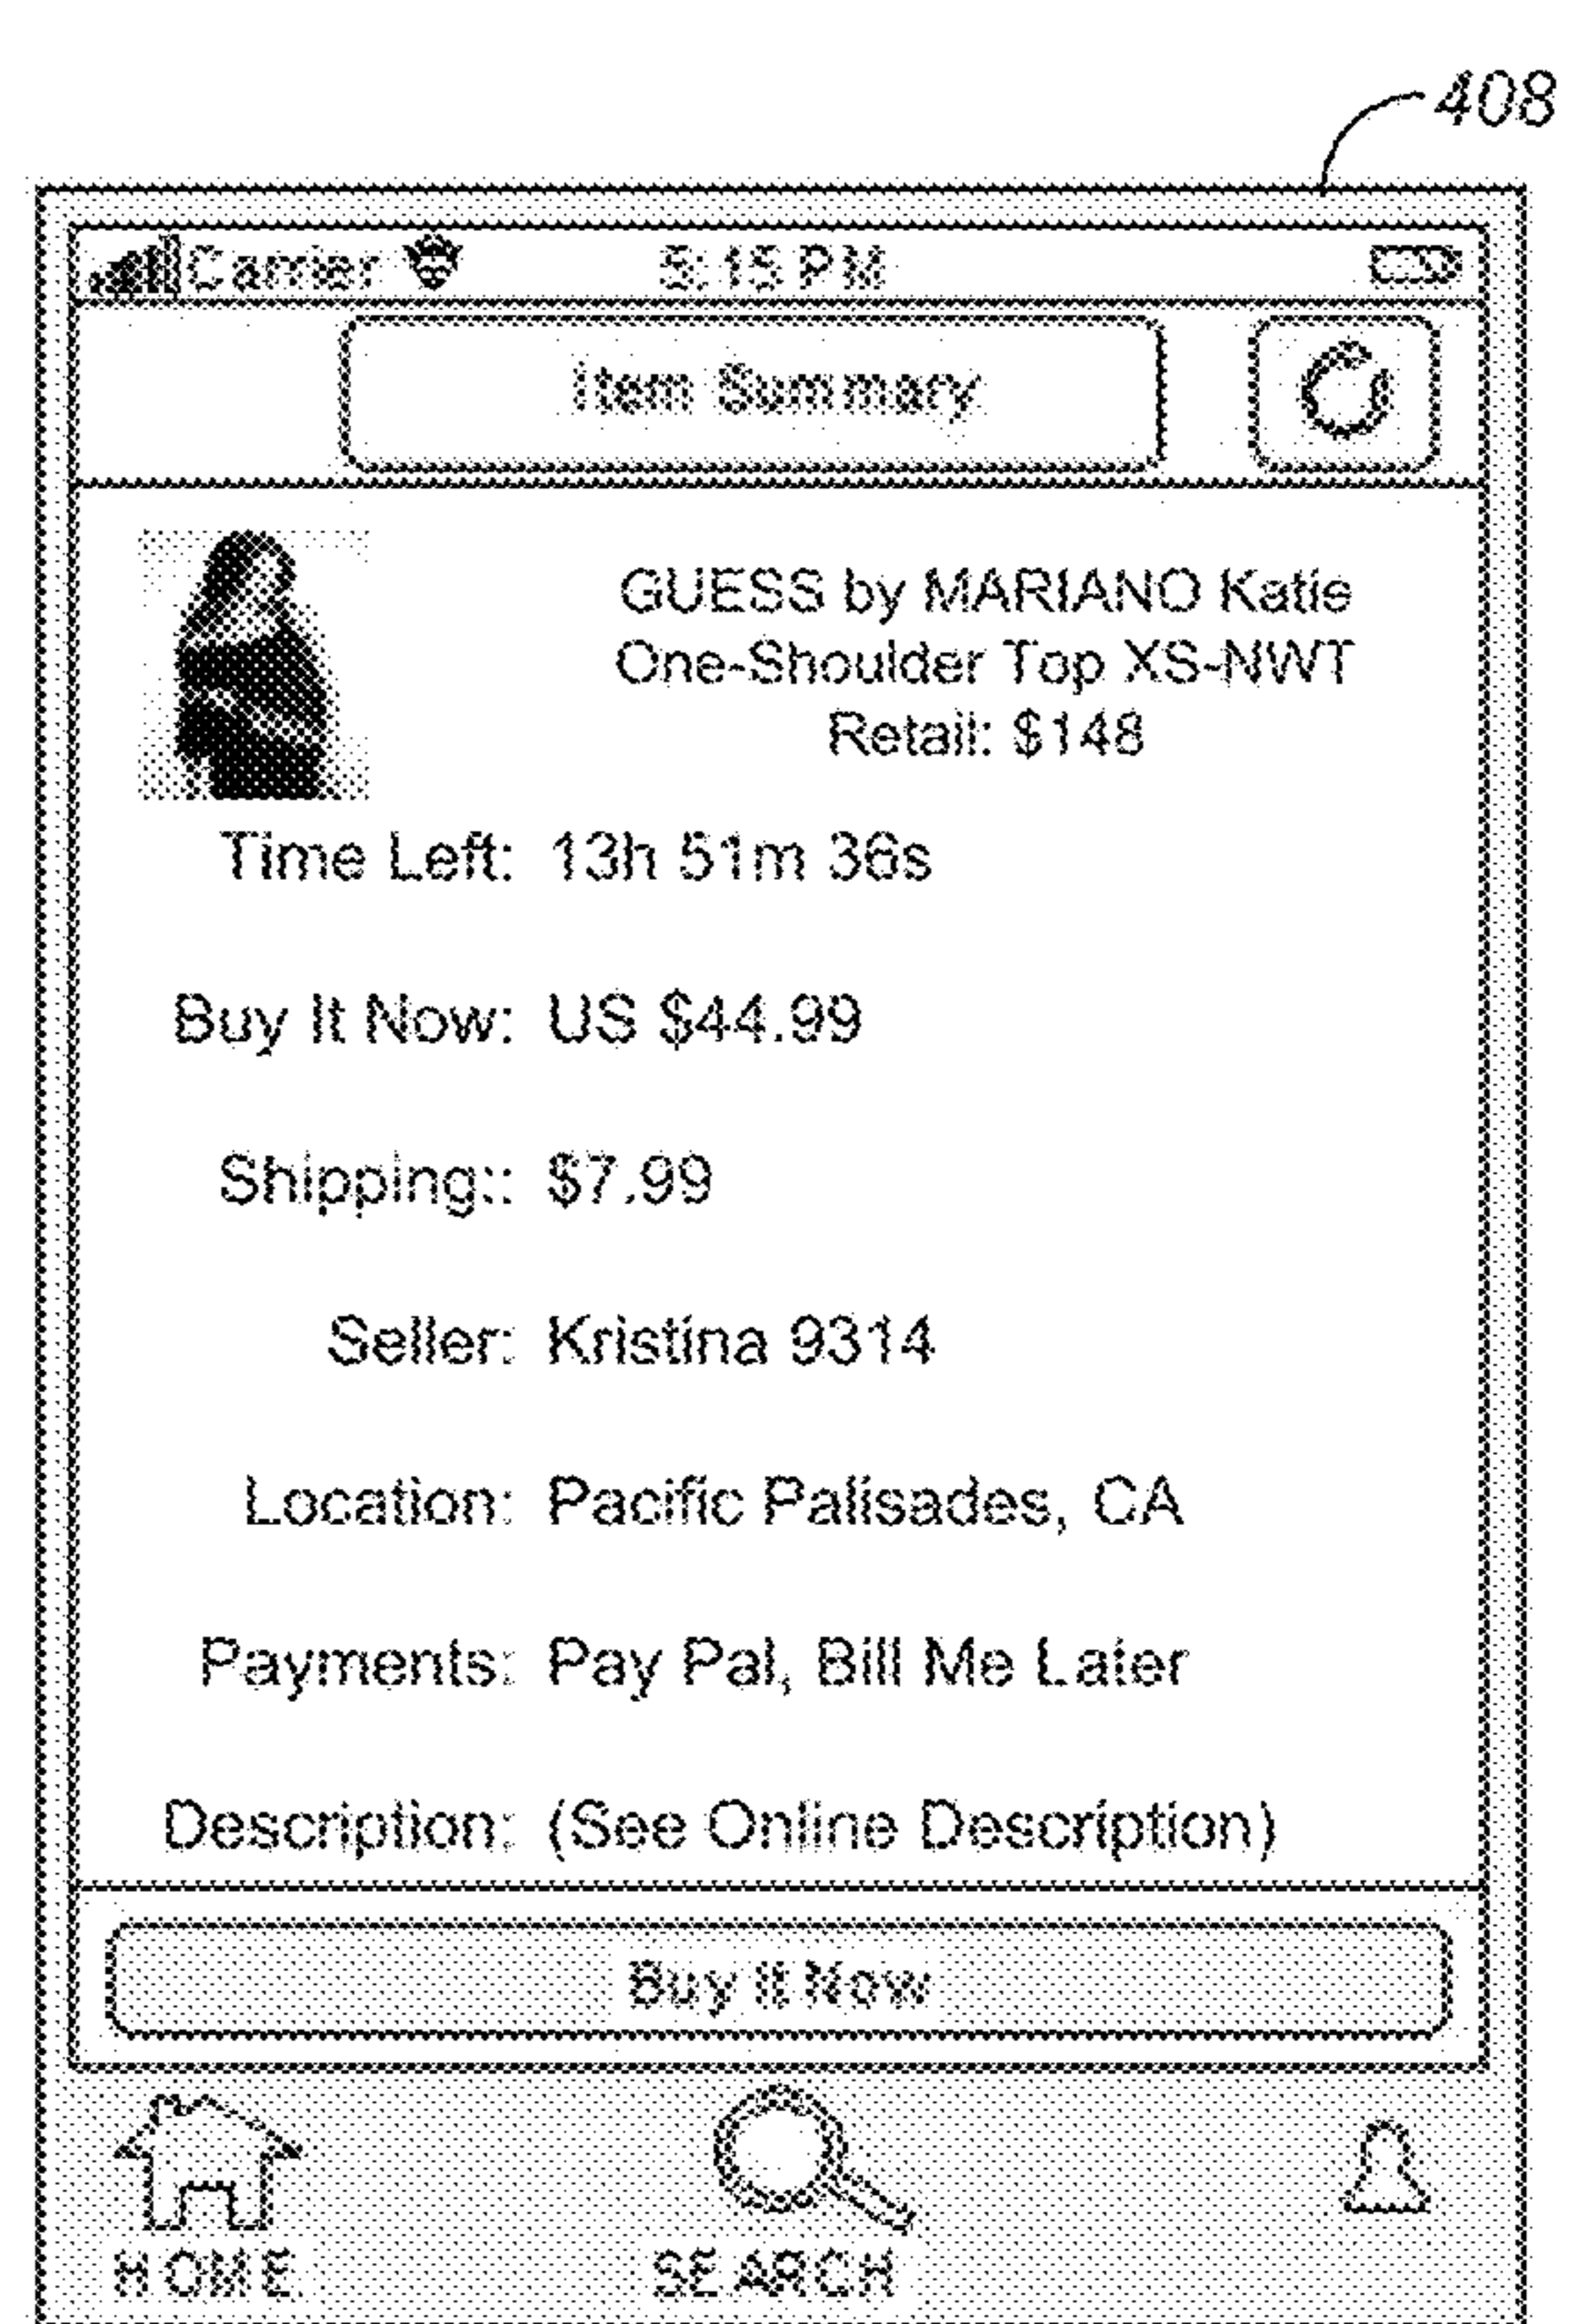 408
Carrier 5:15 PM
Item Summary
GUESS by MARIANO Katie
One-Shoulder Top XS-NWT
Retail: $148
Time Left: 13h 51m 36s
Buy It Now: US $44.99
Shipping:: $7.99
Seller: Kristina 9314
Location: Pacific Palisades, CA
Payments: Pay Pal, Bill Me Later
Description: (See Online Description)
Buy It Now
HOME SEARCH